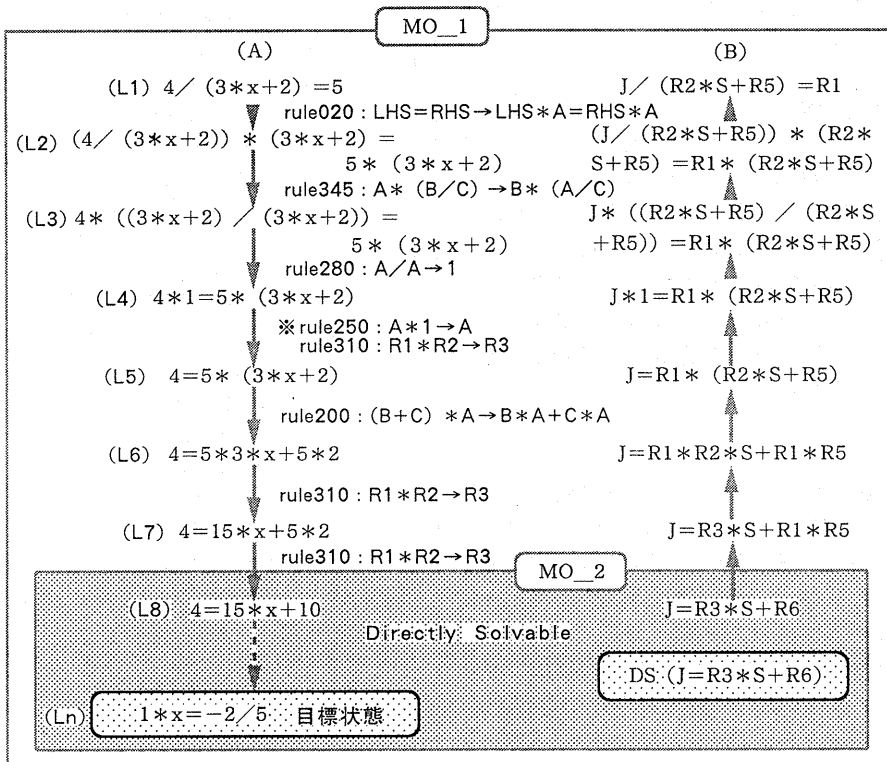 MO__1
(A) (B)
(L1) 4／(3*x+2) =5 J／(R2*S+R5) =R1
rule020 : LHS=RHS→LHS*A=RHS*A
(L2) (4／(3*x+2)) * (3*x+2) = (J／(R2*S+R5)) * (R2*
5* (3*x+2) S+R5) =R1* (R2*S+R5)
rule345 : A* (B／C) →B* (A／C)
(L3) 4* ((3*x+2) ／ (3*x+2)) = J* ((R2*S+R5) ／ (R2*S
5* (3*x+2) +R5)) =R1* (R2*S+R5)
rule280 : A／A→1
(L4) 4*1=5* (3*x+2) J*1=R1* (R2*S+R5)
※rule250 : A*1→A
rule310 : R1*R2→R3
(L5) 4=5* (3*x+2) J=R1* (R2*S+R5)
rule200 : (B+C) *A→B*A+C*A
(L6) 4=5*3*x+5*2 J=R1*R2*S+R1*R5
rule310 : R1*R2→R3
(L7) 4=15*x+5*2 J=R3*S+R1*R5
rule310 : R1*R2→R3
MO__2
(L8) 4=15*x+10 J=R3*S+R6
Directly Solvable
DS (J=R3*S+R6)
(Ln) 1*x=−2／5 目標状態